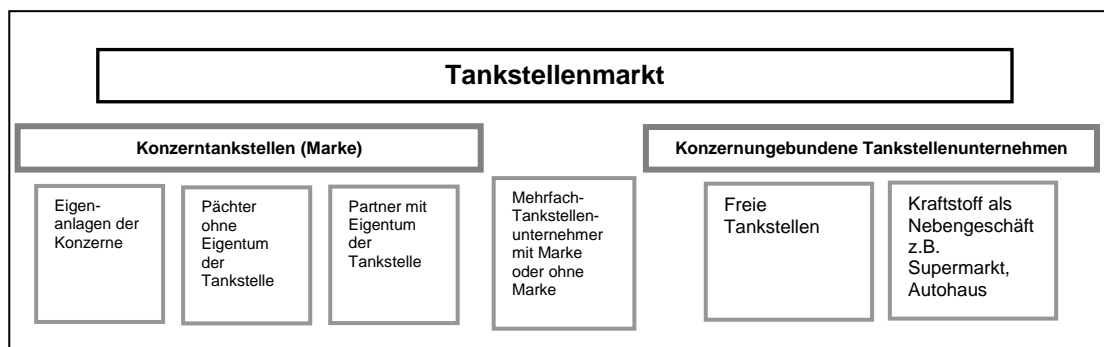 Tankstellenmarkt
Konzerntankstellen (Marke)
Konzernungebundene Tankstellenunternehmen
Eigen-
anlagen der
Konzerne
Pächter
ohne
Eigentum
der
Tankstelle
Partner mit
Eigentum
der
Tankstelle
Mehrfach-
Tankstellen-
unternehmer
mit Marke
oder ohne
Marke
Freie
Tankstellen
Kraftstoff als
Nebengeschäft
z.B.
Supermarkt,
Autohaus